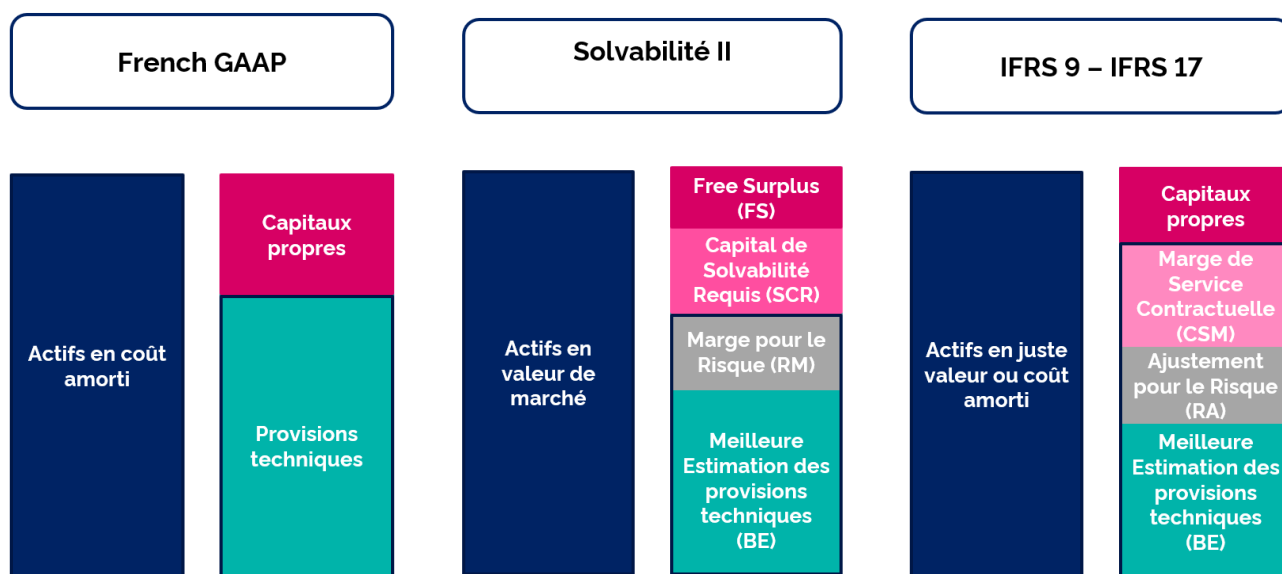 French GAAP
Solvabilité II
IFRS 9 – IFRS 17
Actifs en coût
amorti
Capitaux
propres
Provisions
techniques
Actifs en
valeur de
marché
Free Surplus
(FS)
Capital de
Solvabilité
Requis (SCR)
Marge pour le
Risque (RM)
Meilleure
Estimation des
provisions
techniques
(BE)
Actifs en juste
valeur ou coût
amorti
Capitaux
propres
Marge de
Service
Contractuelle
(CSM)
Ajustement
pour le Risque
(RA)
Meilleure
Estimation des
provisions
techniques
(BE)